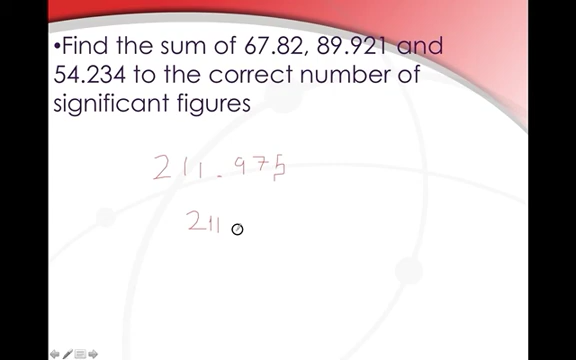 •Find the sum of 67.82, 89.921 and
54.234 to the correct number of
significant figures
211.975
211